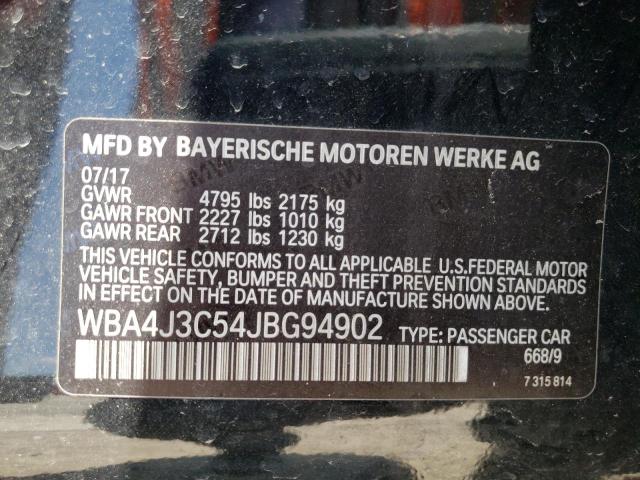 MFD BY BAYERISCHE MOTOREN WERKE AG
07/17
GVWR 4795 lbs 2175 kg
GAWR FRONT 2227 lbs 1010 kg
GAWR REAR 2712 lbs 1230 kg
THIS VEHICLE CONFORMS TO ALL APPLICABLE U.S.FEDERAL MOTOR
VEHICLE SAFETY, BUMPER AND THEFT PREVENTION STANDARDS
IN EFFECT ON THE DATE OF MANUFACTURE SHOWN ABOVE.
WBA4J3C54JBG94902 TYPE: PASSENGER CAR
668/9
7 315 814